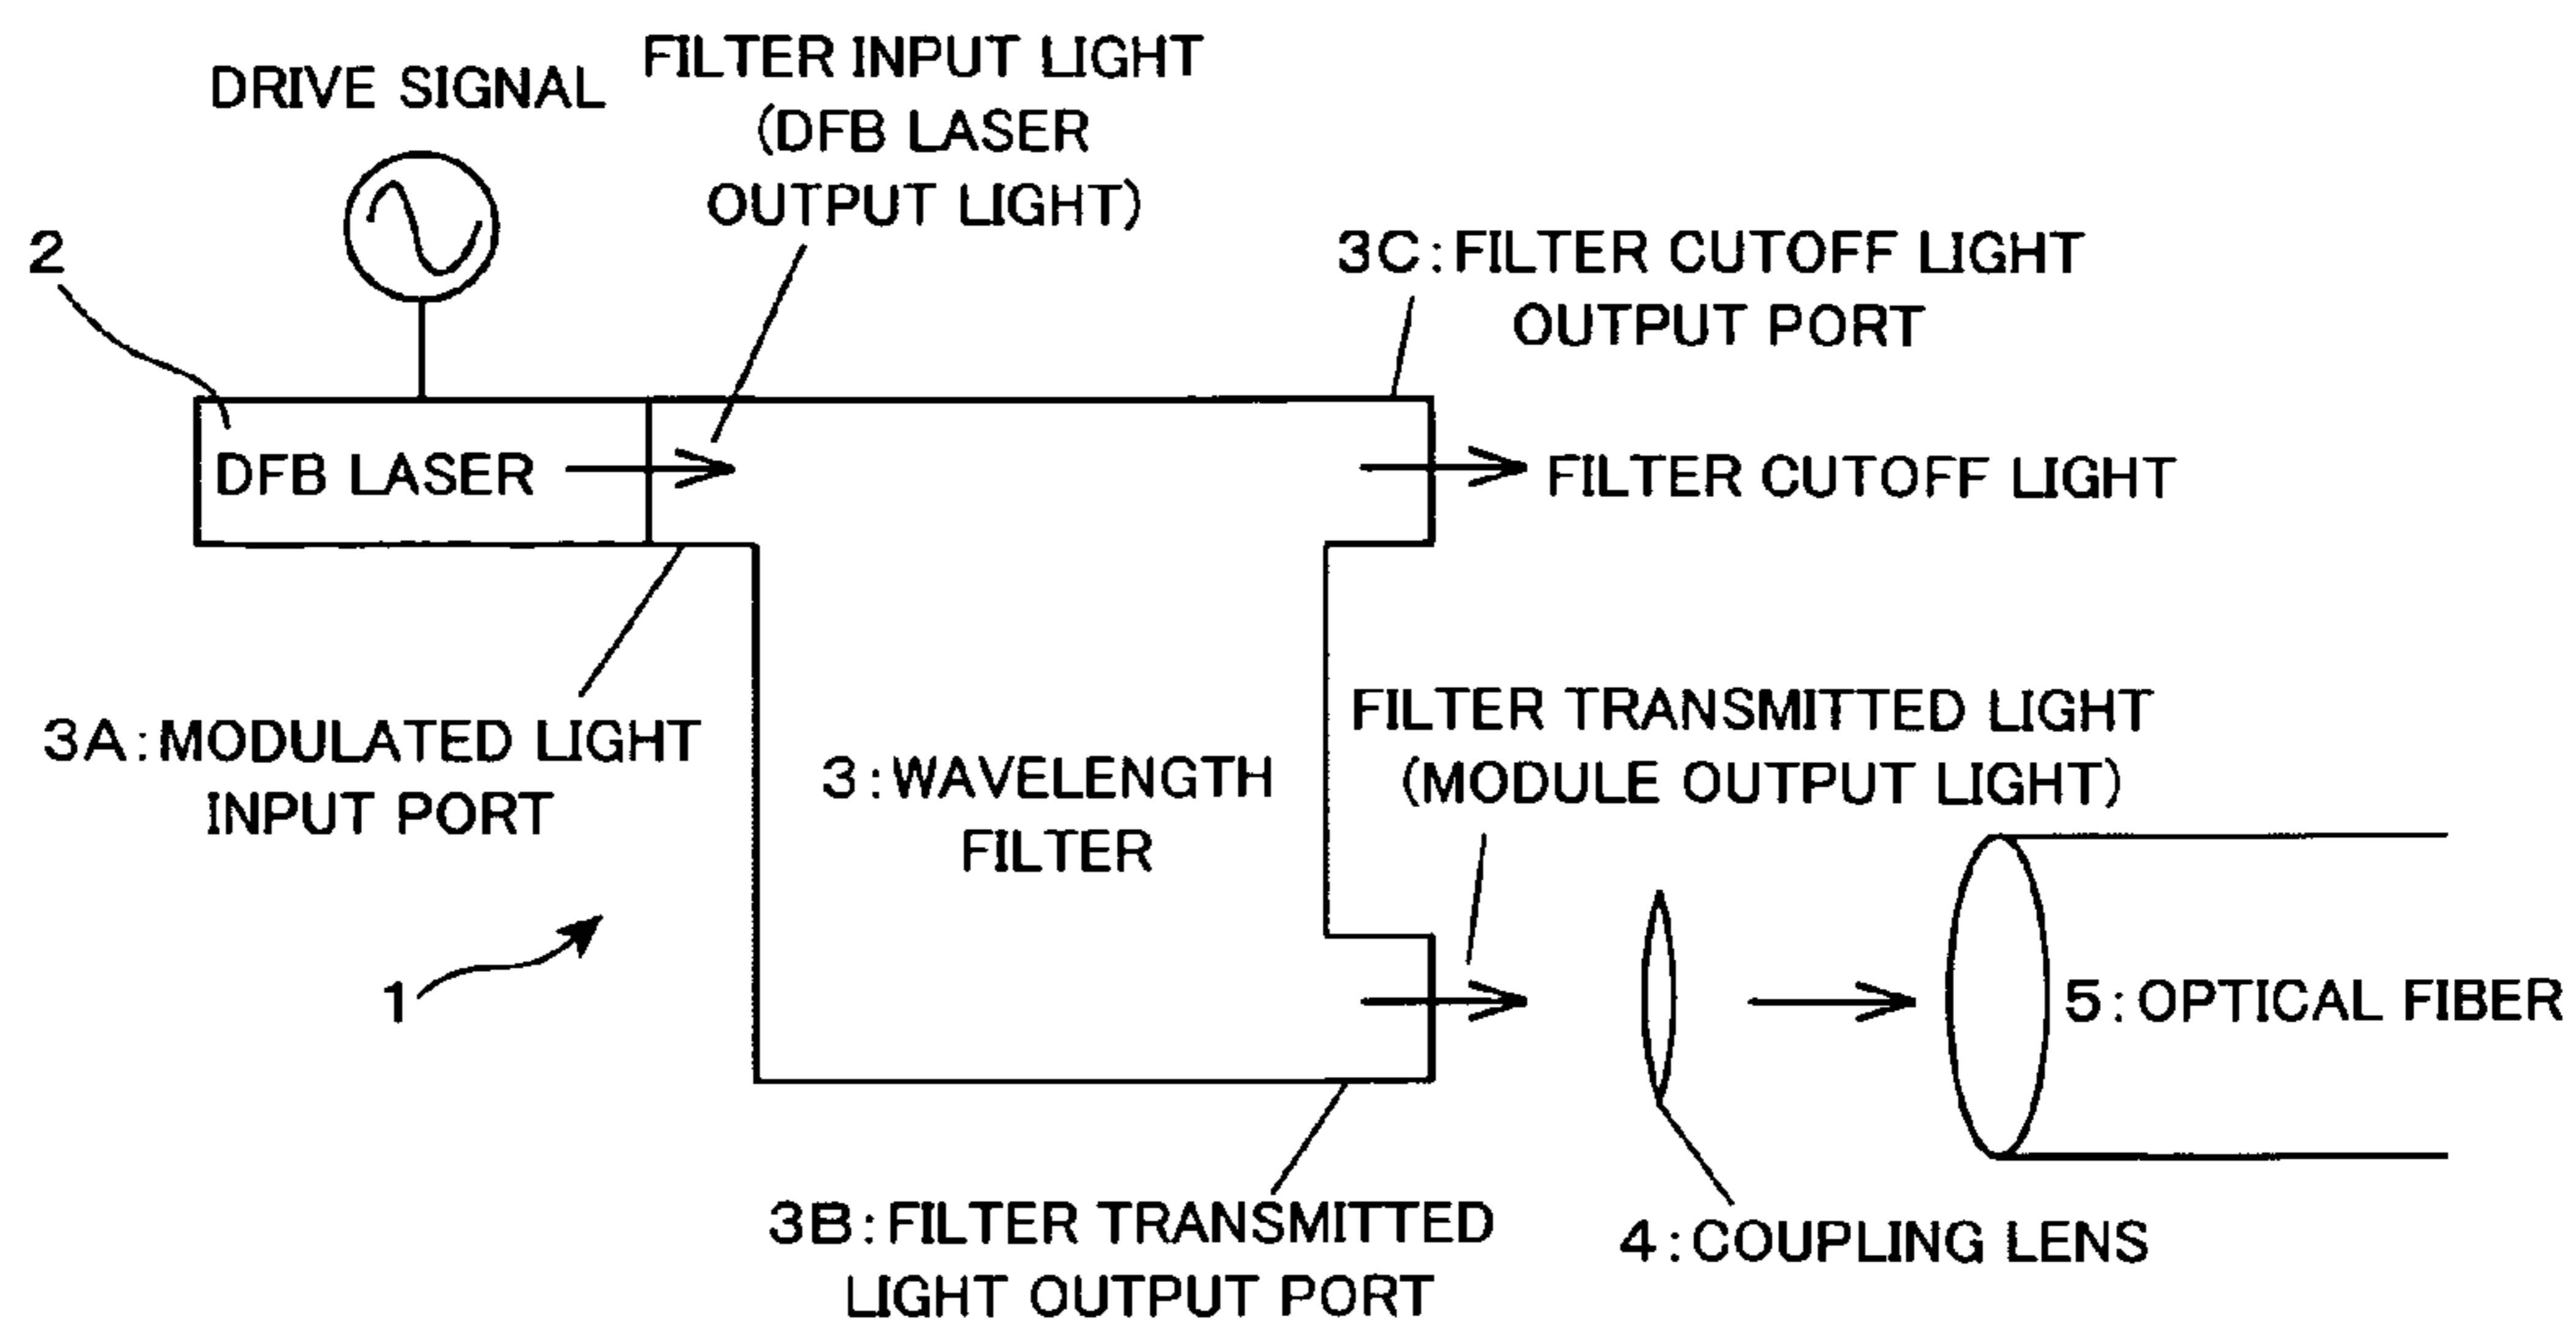 DRIVE SIGNAL
FILTER INPUT LIGHT
(DFB LASER
OUTPUT LIGHT)
2
3C:FILTER CUTOFF LIGHT
OUTPUT PORT
DFB LASER
FILTER CUTOFF LIGHT
3A:MODULATED LIGHT
INPUT PORT
3:WAVELENGTH
FILTER
FILTER TRANSMITTED LIGHT
(MODULE OUTPUT LIGHT)
1
5:OPTICAL FIBER
3B:FILTER TRANSMITTED
LIGHT OUTPUT PORT
4:COUPLING LENS